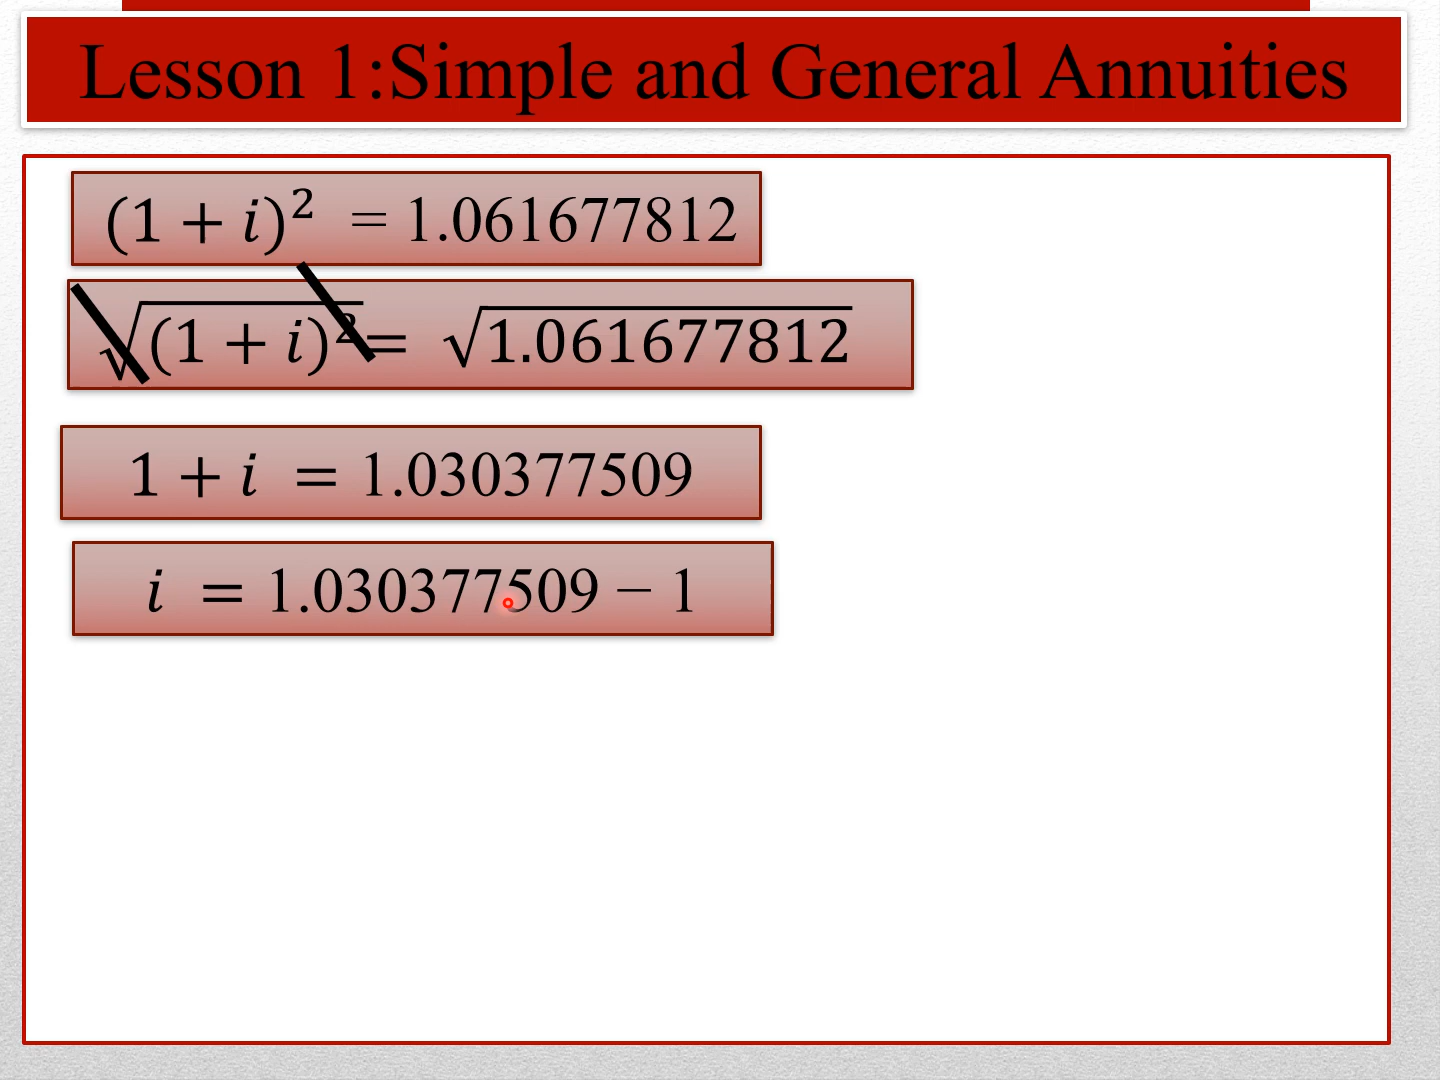 Lesson 1:Simple and General Annuities
(1 + i)² = 1.061677812
√(1 + i)² = √1.061677812
1 + i = 1.030377509
i = 1.030377509 − 1